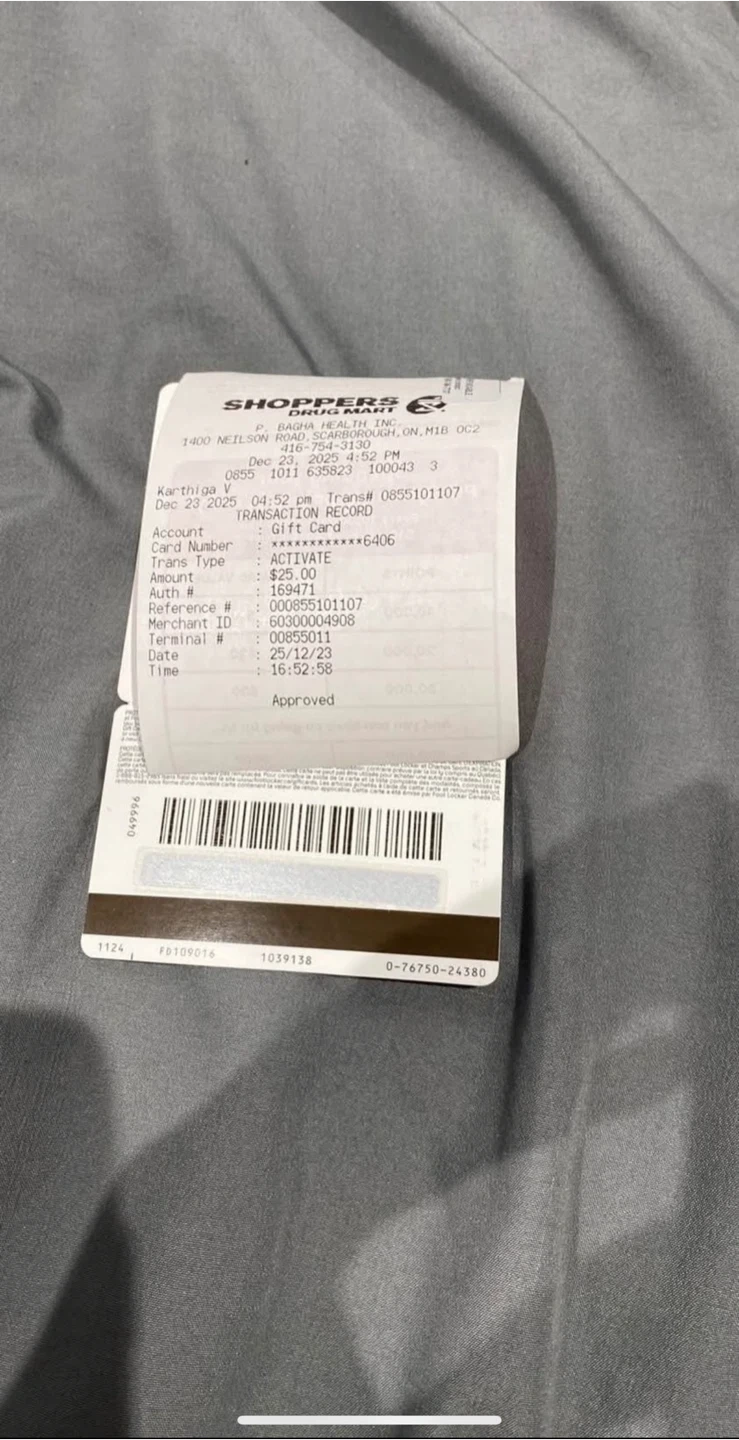 SHOPPERS
DRUG MART
P. BAGHA HEALTH INC.
1400 NEILSON ROAD,SCARBOROUGH,ON,M1B 0C2
416-754-3130
Dec 23, 2025 4:52 PM
0855 1011 635823 100043 3
Karthiga V
Dec 23 2025 04:52 pm Trans# 0855101107
TRANSACTION RECORD
Account : Gift Card
Card Number : ************6406
Trans Type : ACTIVATE
Amount : $25.00
Auth # : 169471
Reference # : 000855101107
Merchant ID : 60300004908
Terminal # : 00855011
Date : 25/12/23
Time : 16:52:58
Approved
049996
1124 FD109016 1039138 0-76750-24380